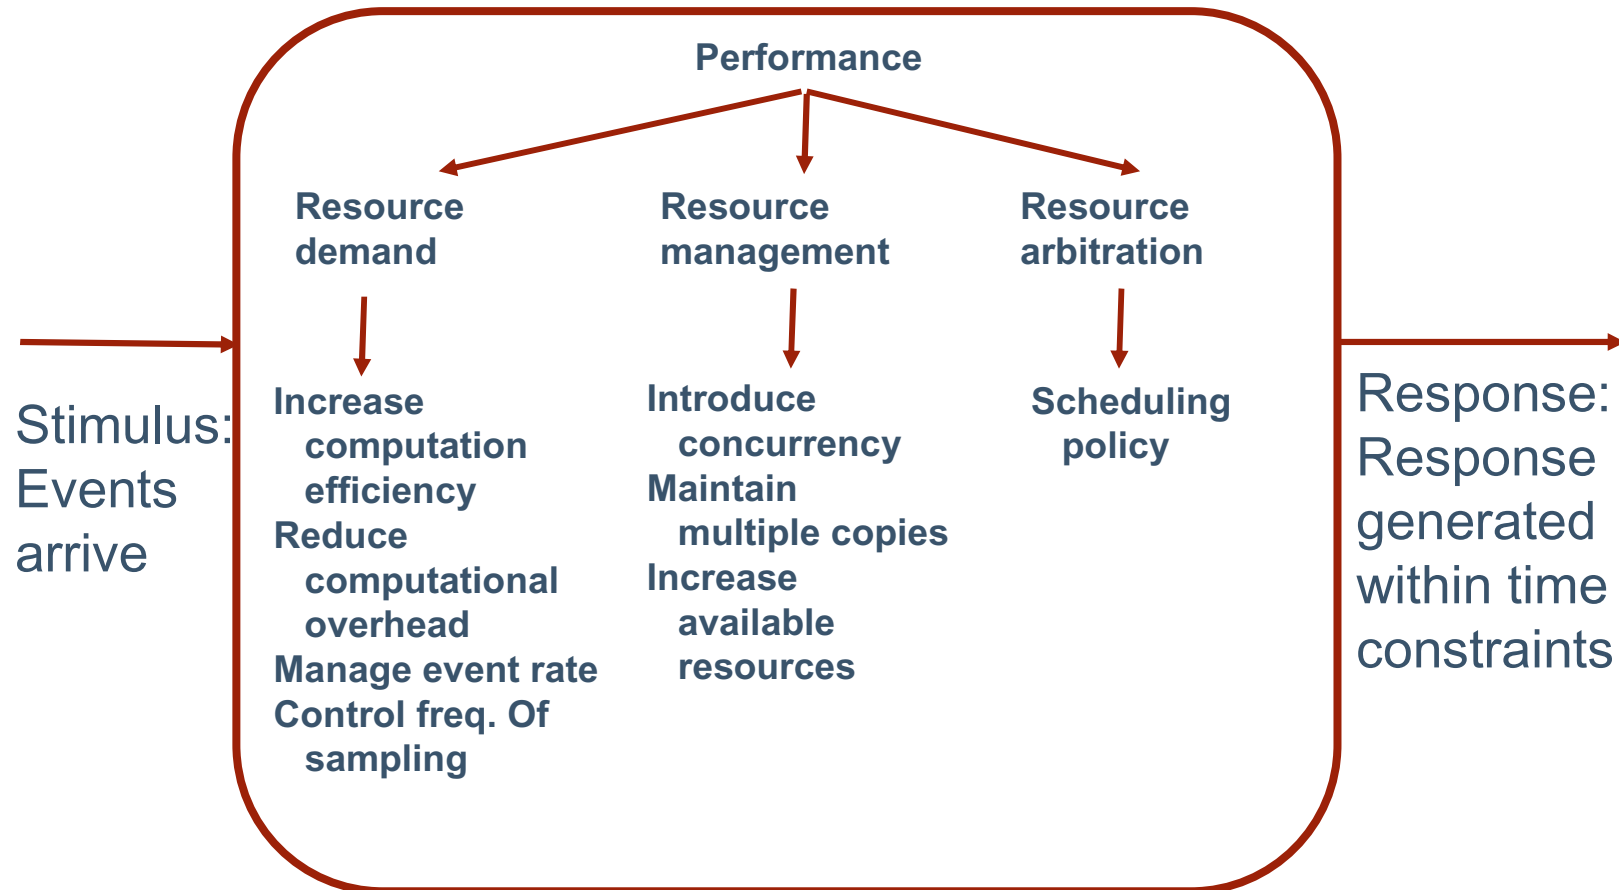 Performance
Resource
demand
Resource
management
Resource
arbitration
Stimulus:
Events
arrive
Increase
computation
efficiency
Reduce
computational
overhead
Manage event rate
Control freq. Of
sampling
Introduce
concurrency
Maintain
multiple copies
Increase
available
resources
Scheduling
policy
Response:
Response
generated
within time
constraints